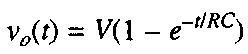 v_o(t) = V(1 - e^{-t/RC})